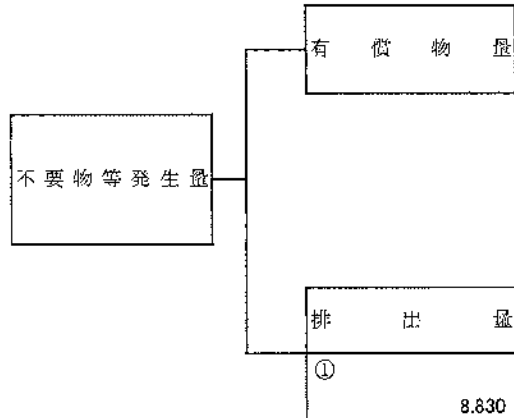 有償物量
不要物等発生量
排出量
①
8.830